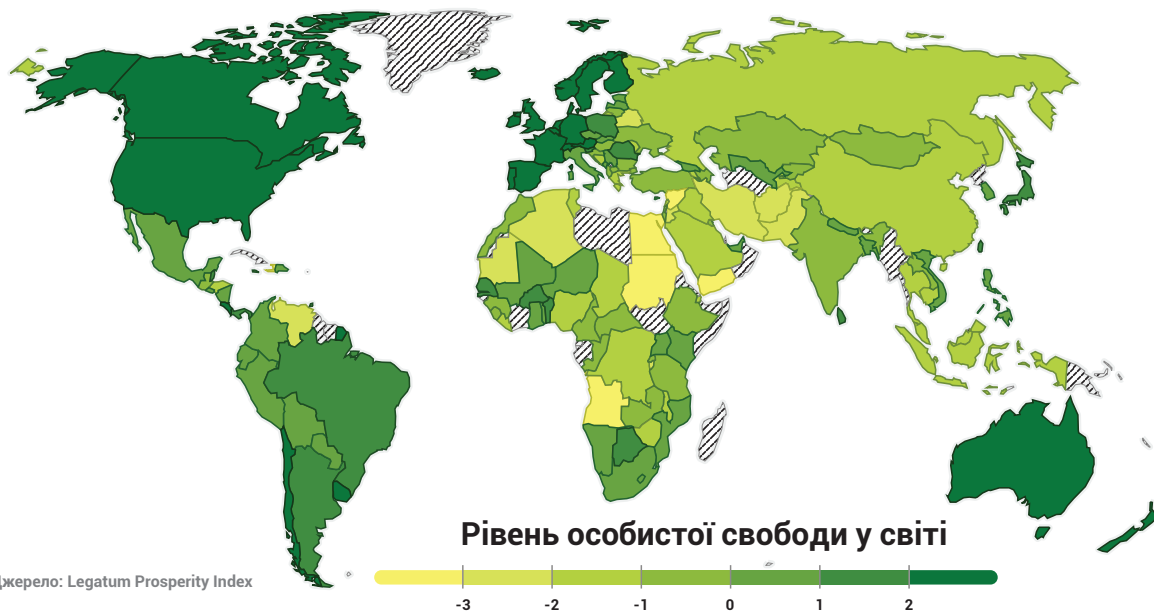 Рівень особистої свободи у світі
жерело: Legatum Prosperity Index
-3 -2 -1 0 1 2